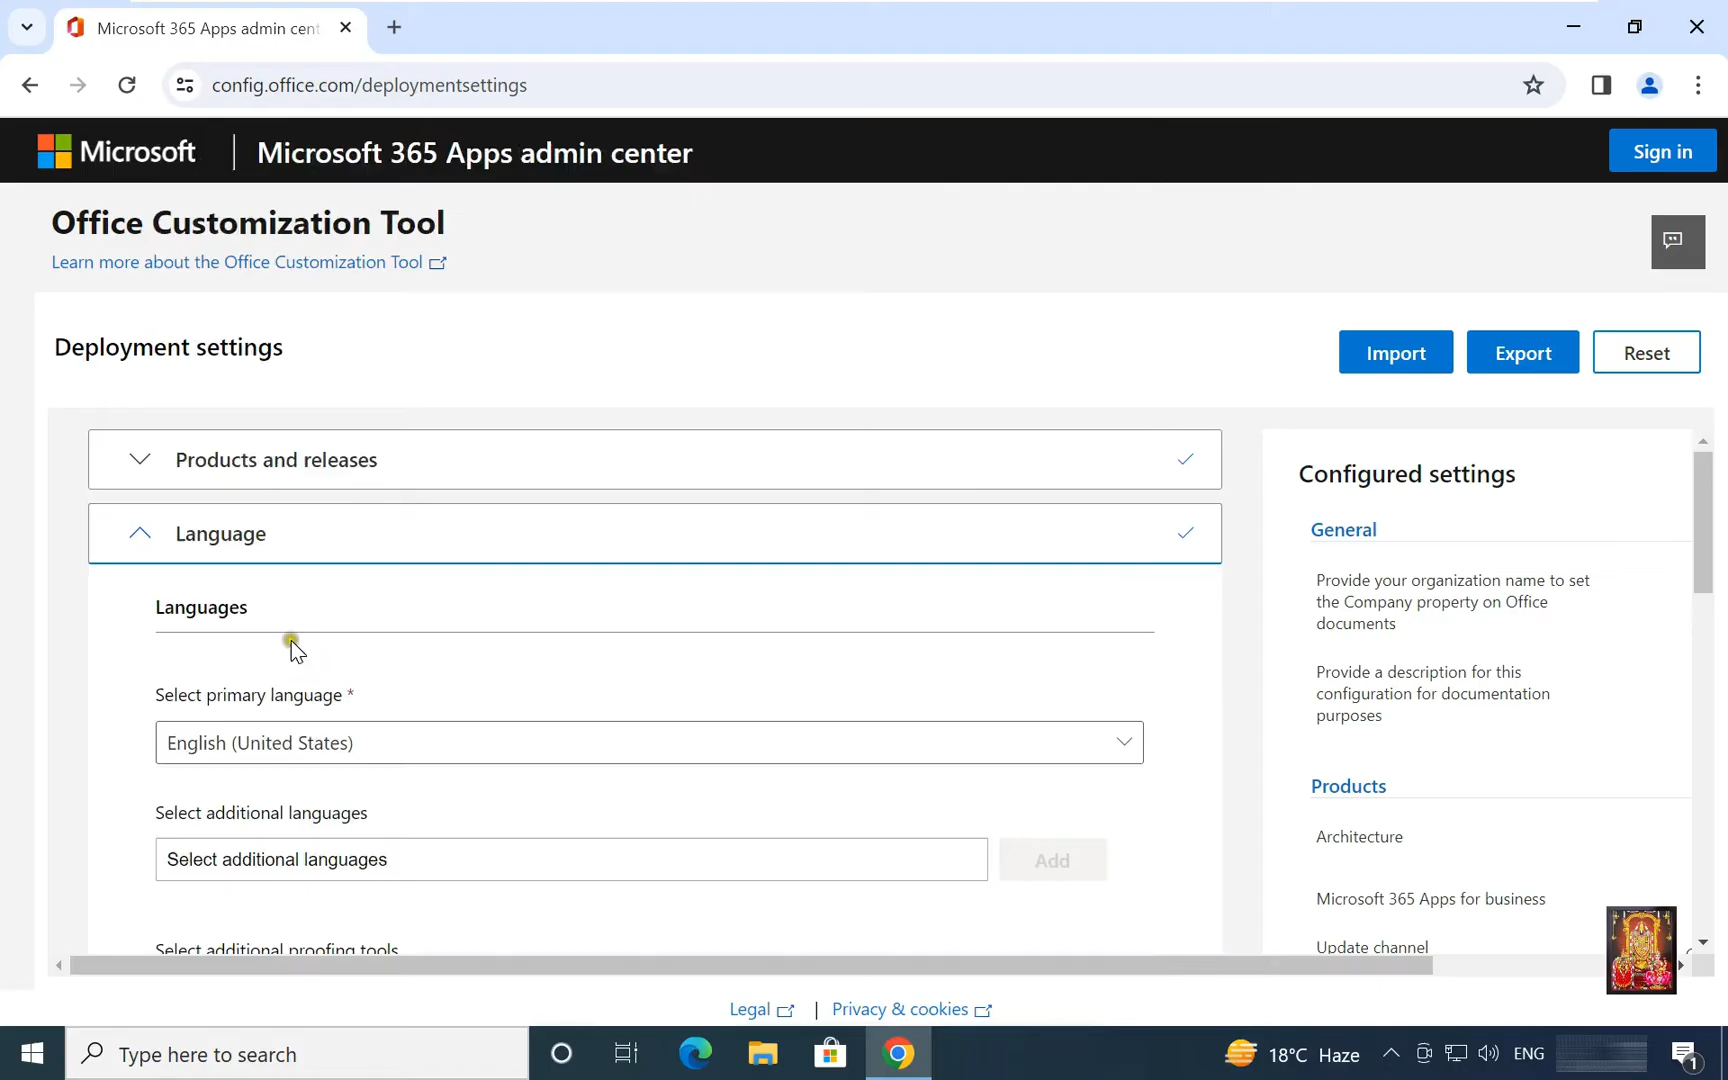 Microsoft 365 Apps admin cent
config.office.com/deploymentsettings
Microsoft
Microsoft 365 Apps admin center
Sign in
Office Customization Tool
Learn more about the Office Customization Tool
Deployment settings
Import
Export
Reset
Products and releases
Language
Languages
Select primary language *
English (United States)
Select additional languages
Select additional languages
Add
Select additional proofing tools
Configured settings
General
Provide your organization name to set
the Company property on Office
documents
Provide a description for this
configuration for documentation
purposes
Products
Architecture
Microsoft 365 Apps for business
Update channel
Legal
|
Privacy & cookies
Type here to search
18°C Haze
ENG
1